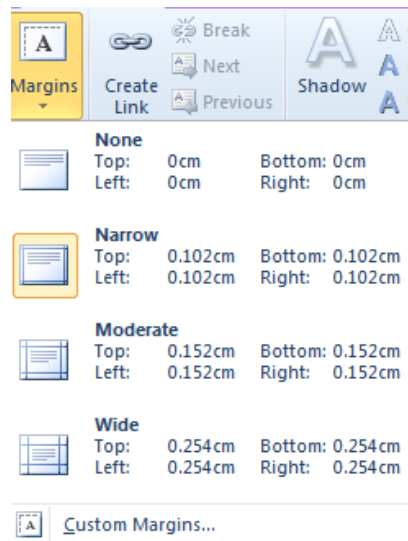 A
Margins
Create
Link
Break
Next
Previous
A
Shadow
A
A
A
None
Top: 0cm Bottom: 0cm
Left: 0cm Right: 0cm
Narrow
Top: 0.102cm Bottom: 0.102cm
Left: 0.102cm Right: 0.102cm
Moderate
Top: 0.152cm Bottom: 0.152cm
Left: 0.152cm Right: 0.152cm
Wide
Top: 0.254cm Bottom: 0.254cm
Left: 0.254cm Right: 0.254cm
A Custom Margins...